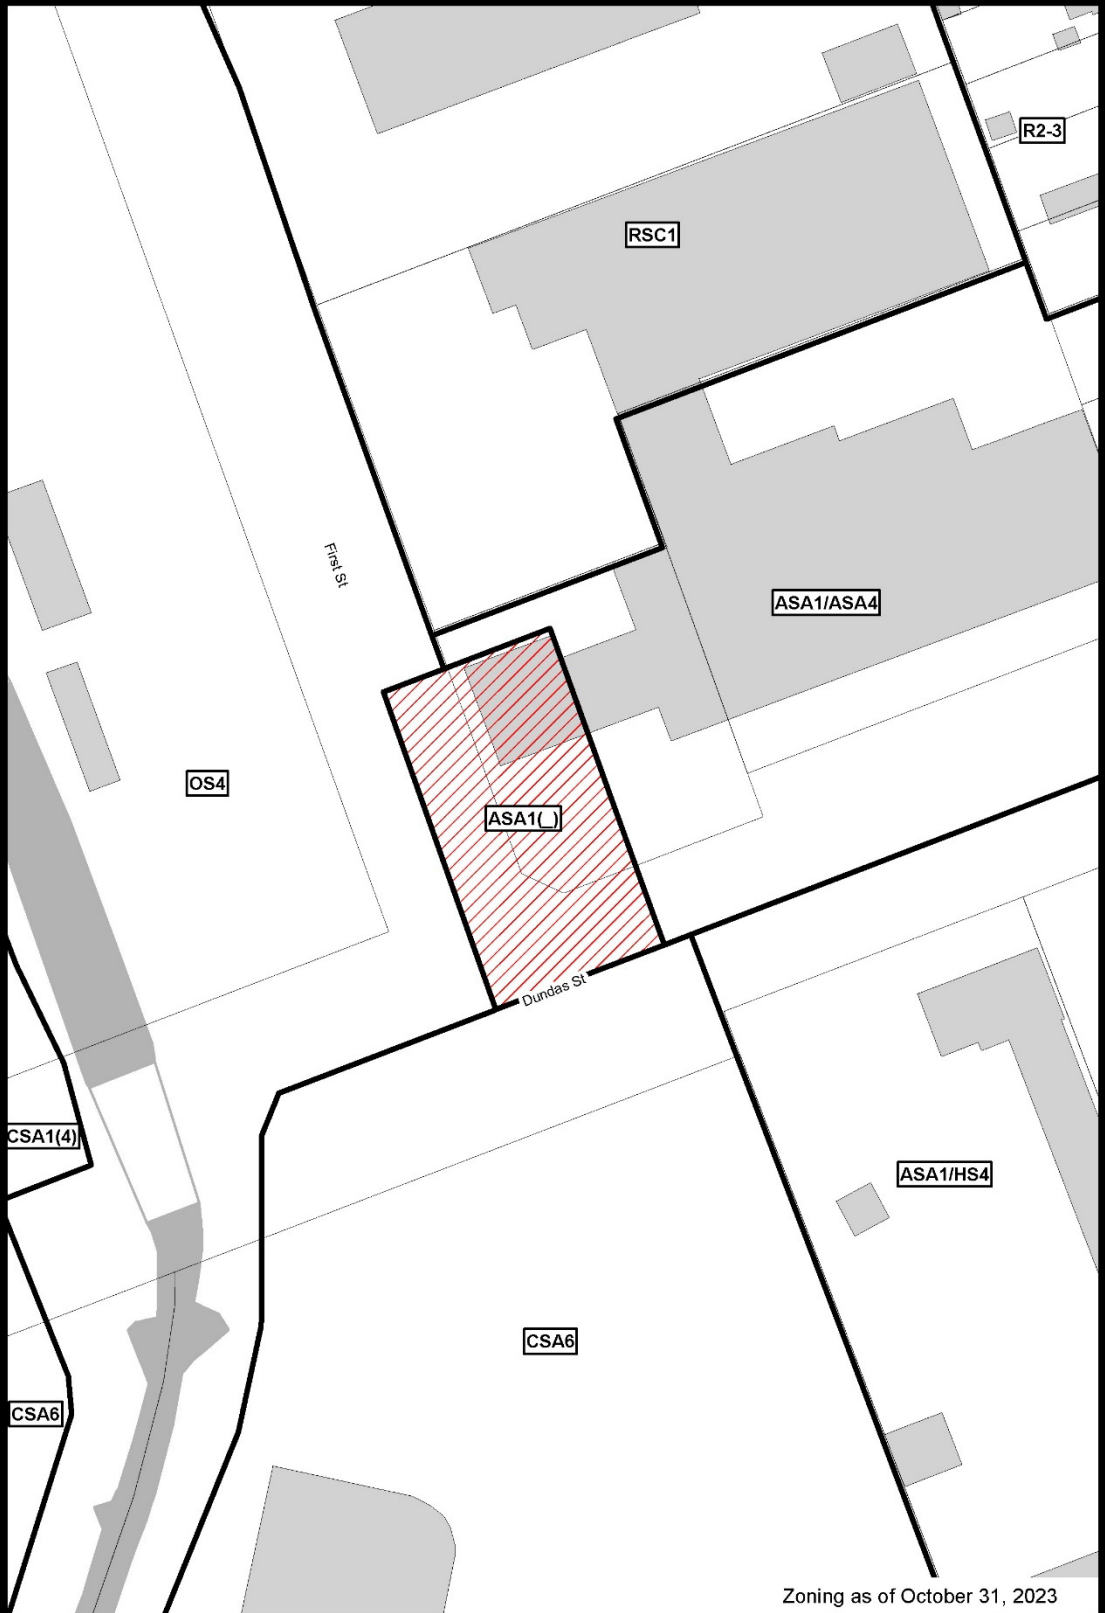 R2-3
RSC1
First St
ASA1/ASA4
OS4
ASA1(_)
Dundas St
CSA1(4)
ASA1/HS4
CSA6
CSA6
Zoning as of October 31, 2023